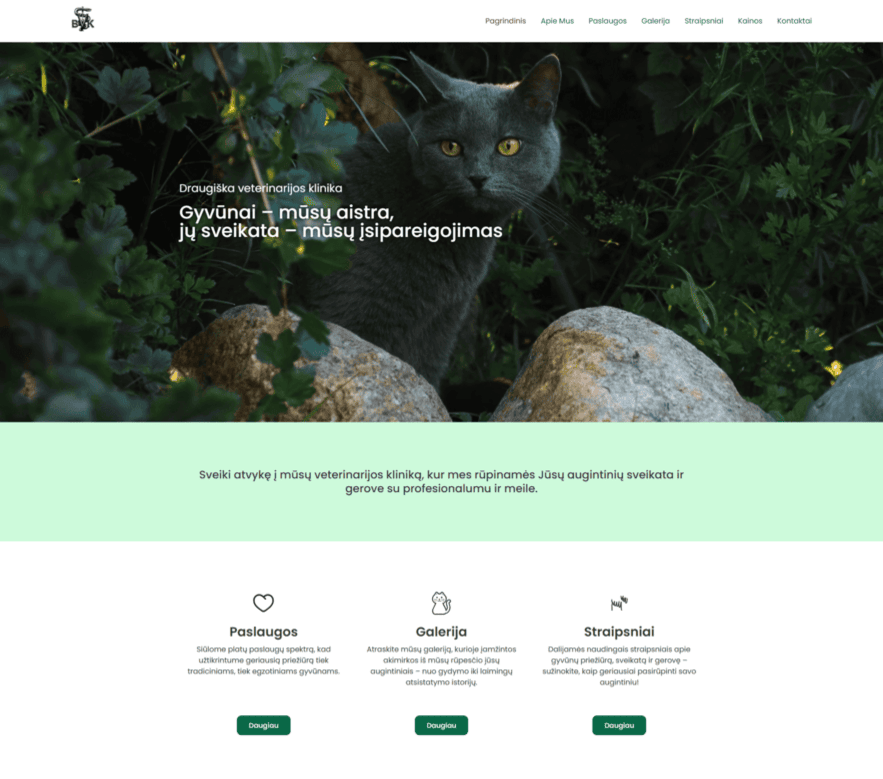 Pagrindinis Apie Mus Paslaugos Galerija Straipsniai Kainos Kontaktai
Draugiška veterinarijos klinika
Gyvūnai – mūsų aistra,
jų sveikata – mūsų įsipareigojimas
Sveiki atvykę į mūsų veterinarijos kliniką, kur mes rūpinamės Jūsų augintinių sveikata ir
gerove su profesionalumu ir meile.
Paslaugos
Siūlome platų paslaugų spektrą, kad
užtikrintume geriausią priežiūrą tiek
tradiciniams, tiek egzotiniams gyvūnams.
Daugiau
Galerija
Atraskite mūsų galeriją, kurioje įamžintos
akimirkos iš mūsų rūpesčio jūsų
augintiniais – nuo gydymo iki laimingų
atsistatymo istorijų.
Daugiau
Straipsniai
Dalijamės naudingais straipsniais apie
gyvūnų priežiūrą, sveikatą ir gerovę –
sužinokite, kaip geriausiai pasirūpinti savo
augintiniu!
Daugiau